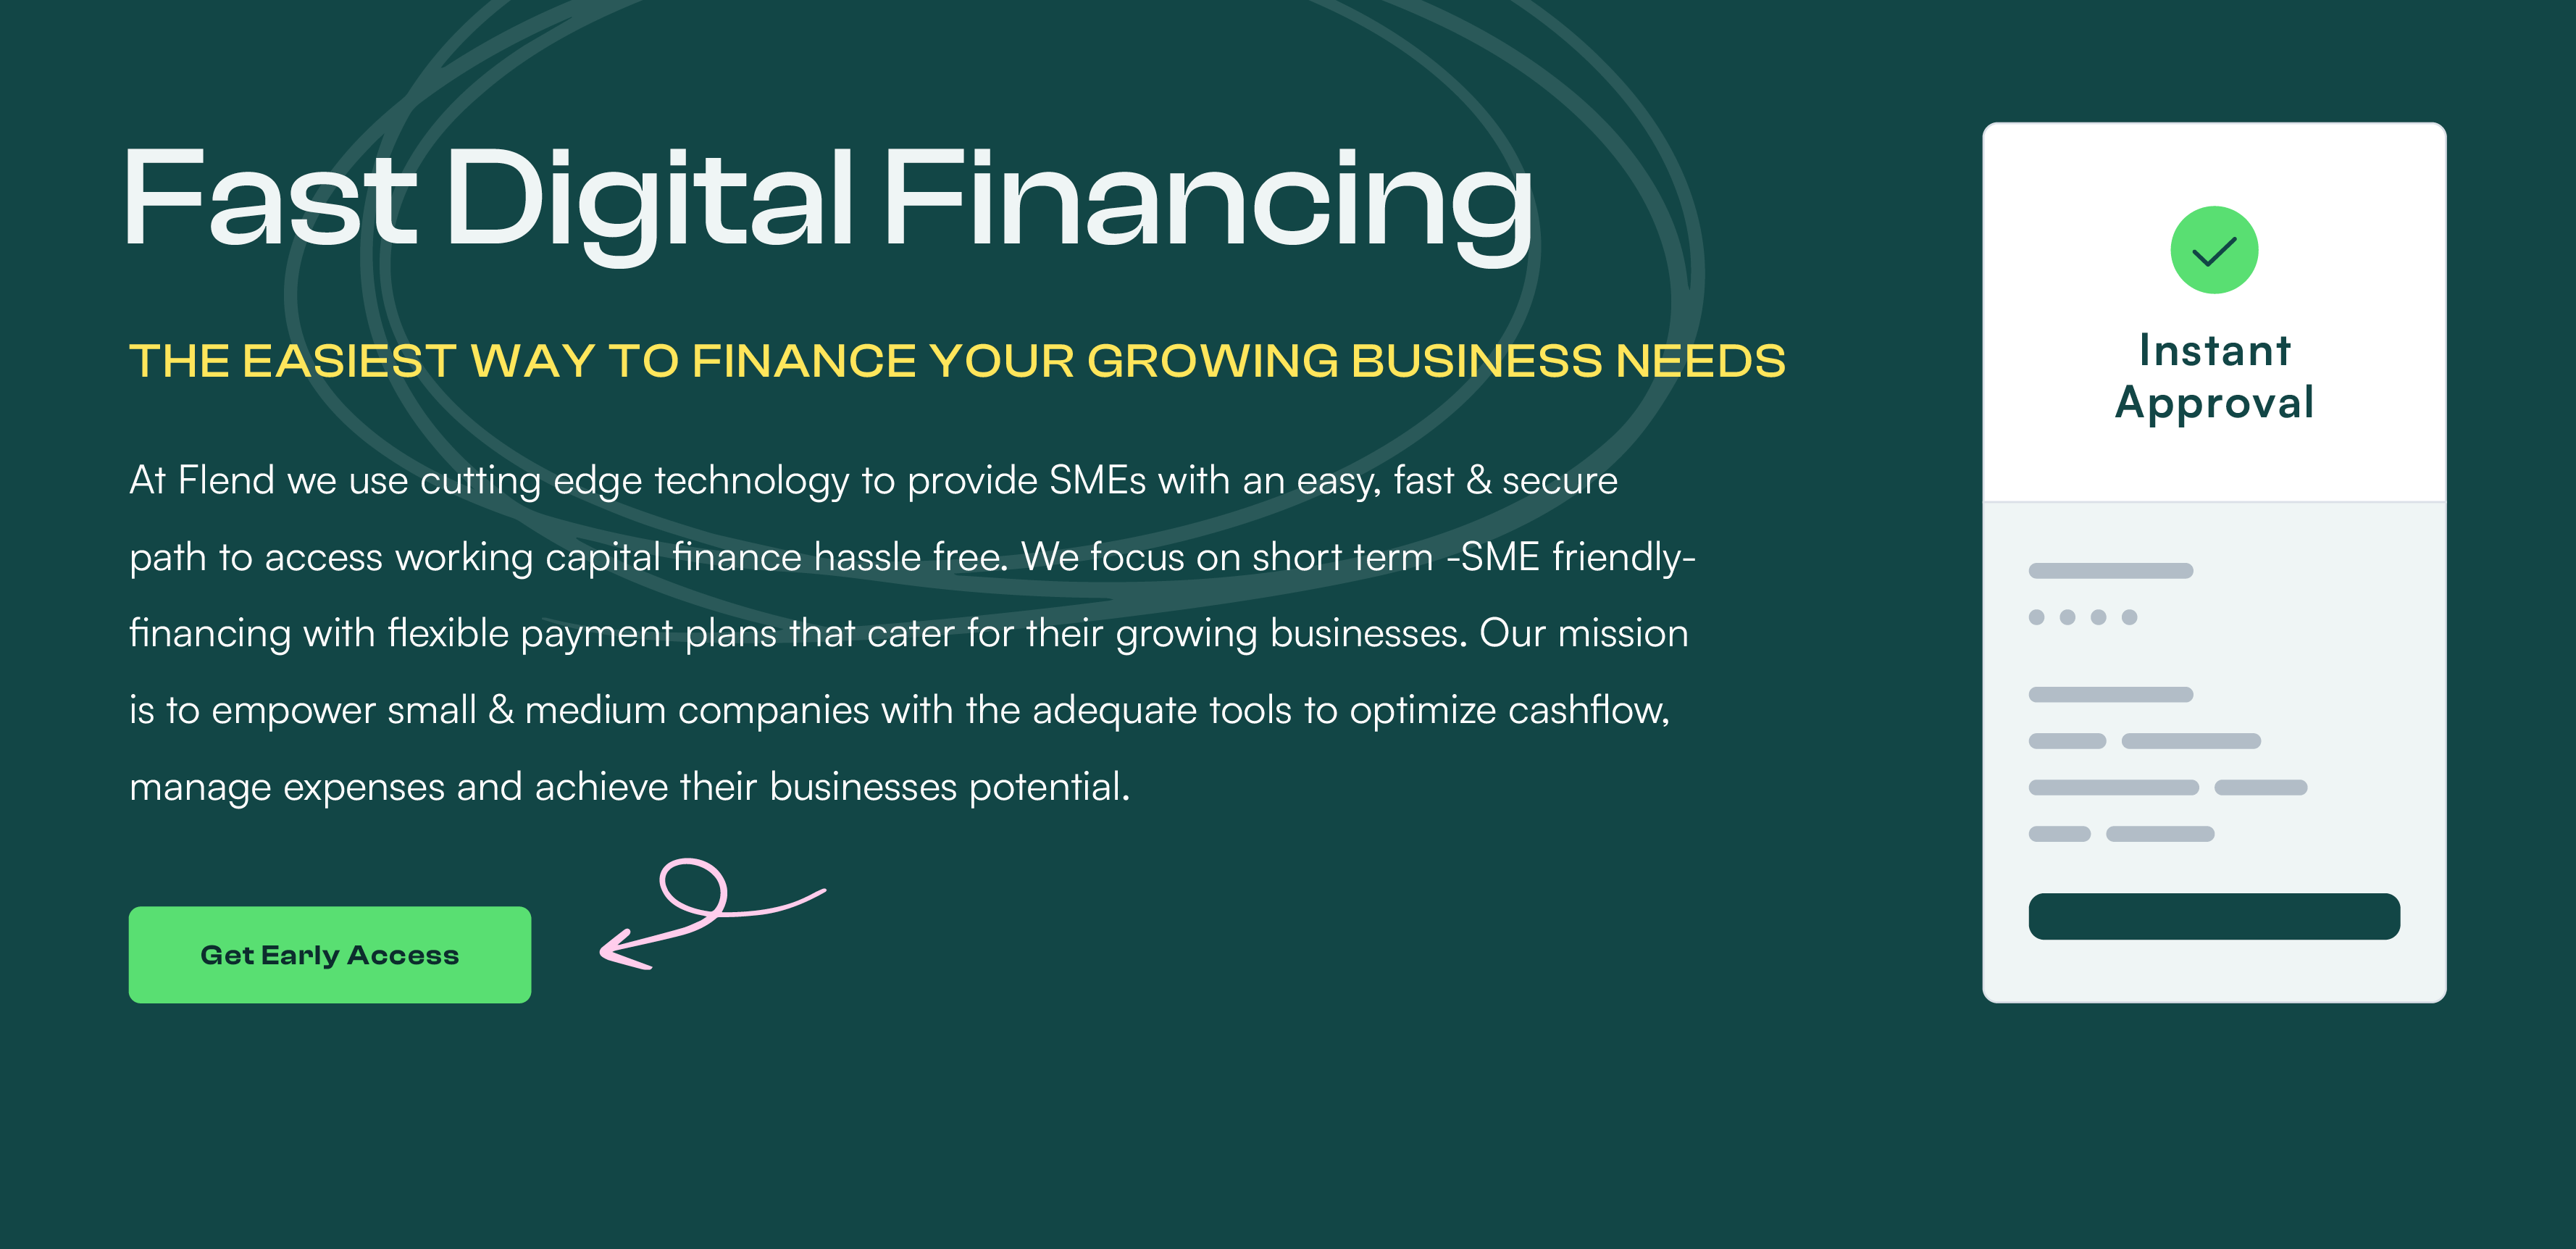 Fast Digital Financing
THE EASIEST WAY TO FINANCE YOUR GROWING BUSINESS NEEDS
At Flend we use cutting edge technology to provide SMEs with an easy, fast & secure
path to access working capital finance hassle free. We focus on short term -SME friendly-
financing with flexible payment plans that cater for their growing businesses. Our mission
is to empower small & medium companies with the adequate tools to optimize cashflow,
manage expenses and achieve their businesses potential.
Get Early Access
Instant
Approval